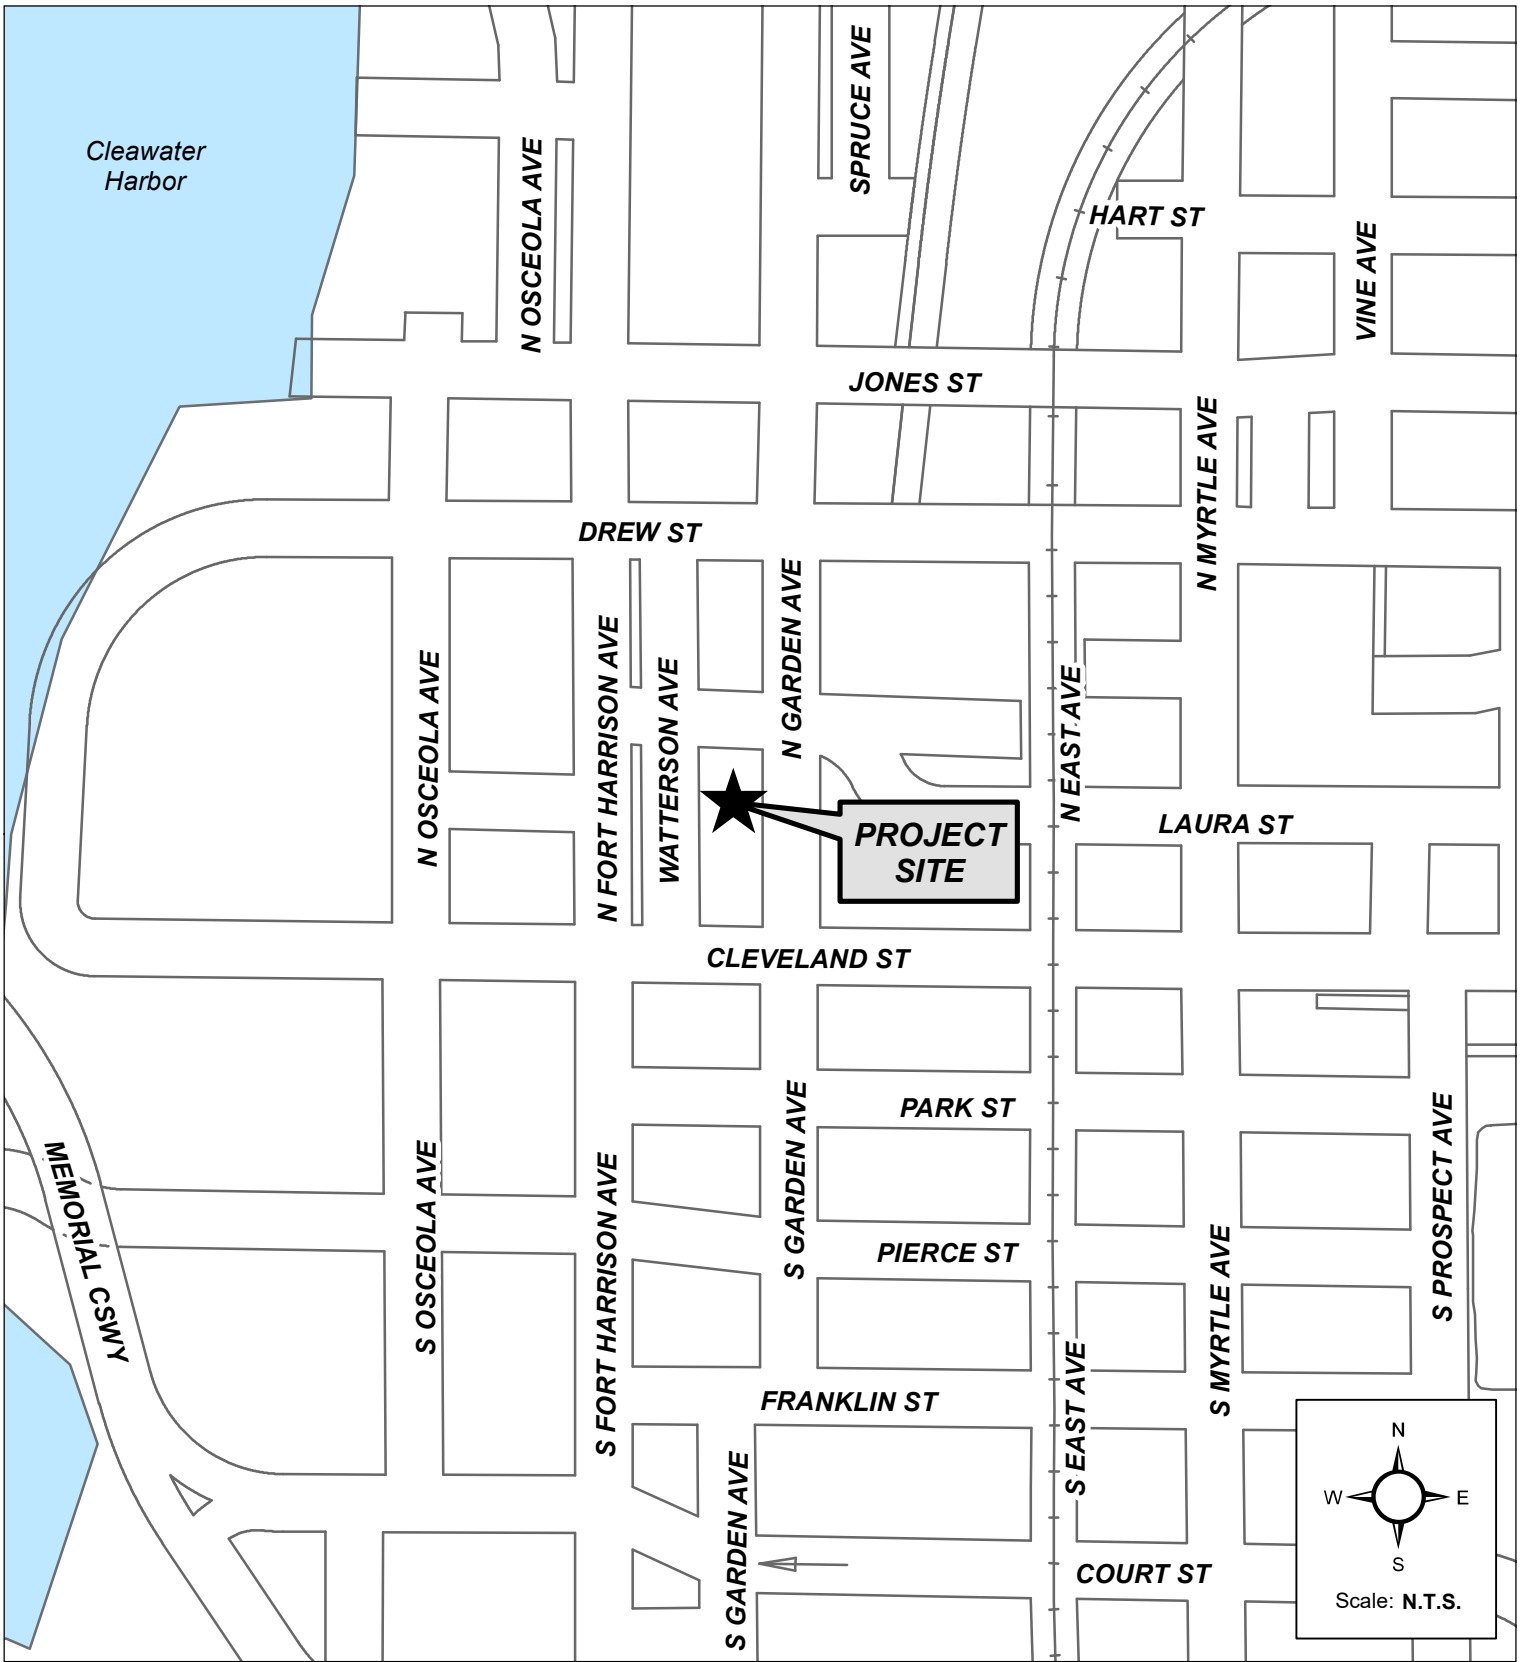 SPRUCE AVE
Cleawater
Harbor
N OSCEOLA AVE
HART ST
VINE AVE
JONES ST
N MYRTLE AVE
DREW ST
N GARDEN AVE
N FORT HARRISON AVE
N OSCEOLA AVE
WATTERSON AVE
N EAST AVE
PROJECT
SITE
LAURA ST
CLEVELAND ST
PARK ST
S GARDEN AVE
S PROSPECT AVE
MEMORIAL CSWY
S OSCEOLA AVE
S FORT HARRISON AVE
PIERCE ST
S MYRTLE AVE
S EAST AVE
FRANKLIN ST
S GARDEN AVE
COURT ST
N
W
E
S
Scale: N.T.S.